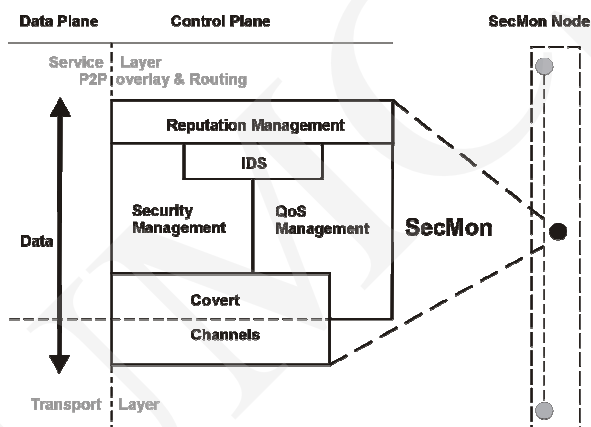 Data Plane Control Plane SecMon Node
Service Layer
P2P overlay & Routing
Reputation Management
IDS
Security
Management
QoS
Management
SecMon
Data
Covert
Channels
Transport Layer